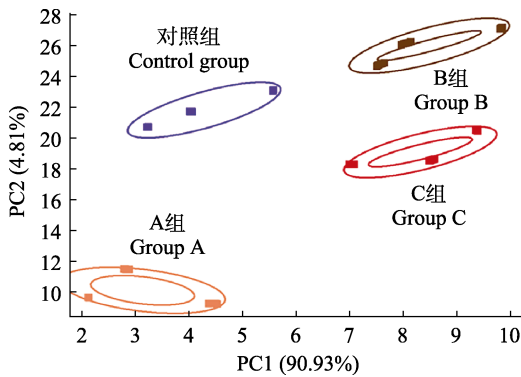 28
26
24
22
20
18
16
14
12
10
PC2 (4.81%)
对照组
Control group
B组
Group B
C组
Group C
A组
Group A
2 3 4 5 6 7 8 9 10
PC1 (90.93%)